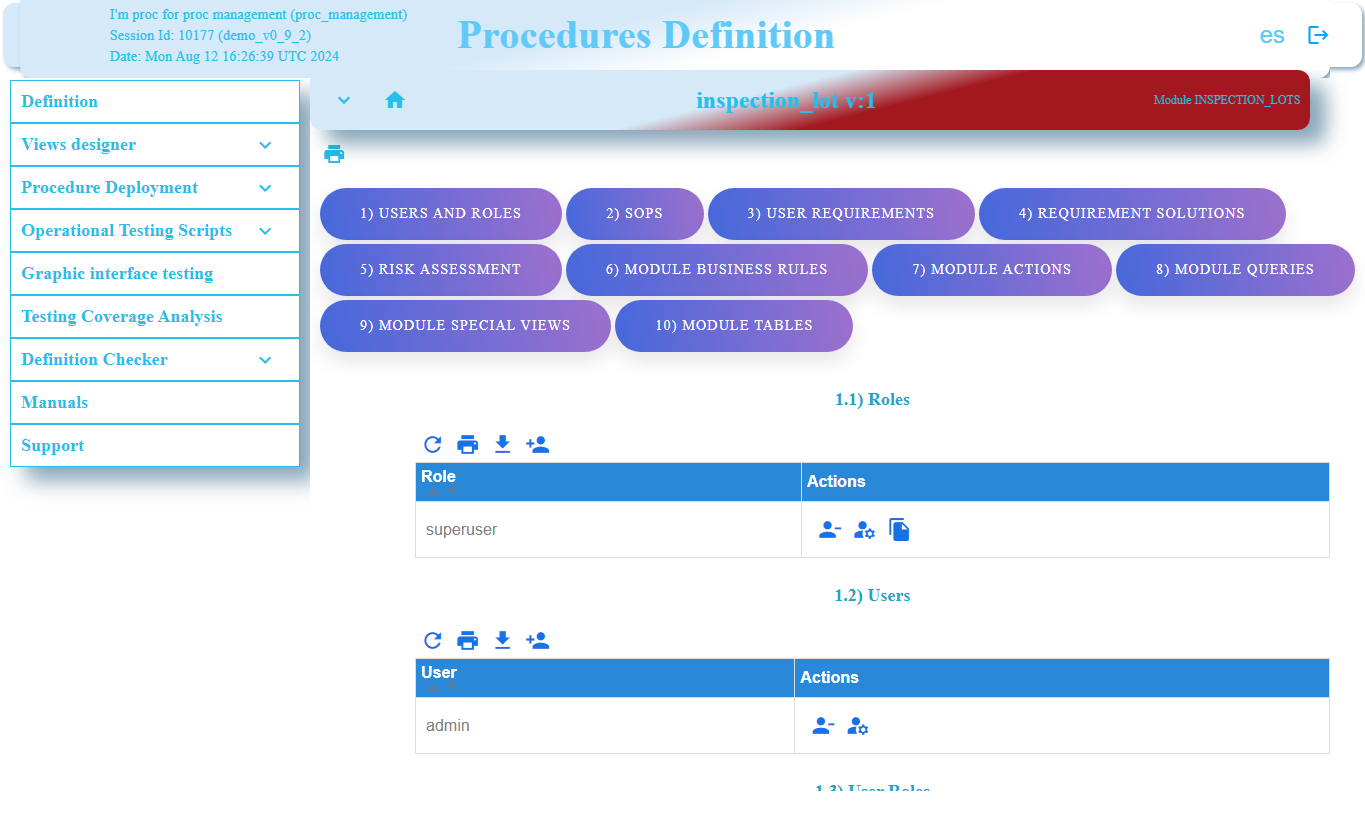 I'm proc for proc management (proc_management)
Session Id: 10177 (demo_v0_9_2)
Date: Mon Aug 12 16:26:39 UTC 2024
Procedures Definition
es
Definition
Views designer
Procedure Deployment
Operational Testing Scripts
Graphic interface testing
Testing Coverage Analysis
Definition Checker
Manuals
Support
inspection_lot v:1
Module INSPECTION_LOTS
1) USERS AND ROLES
2) SOPS
3) USER REQUIREMENTS
4) REQUIREMENT SOLUTIONS
5) RISK ASSESSMENT
6) MODULE BUSINESS RULES
7) MODULE ACTIONS
8) MODULE QUERIES
9) MODULE SPECIAL VIEWS
10) MODULE TABLES
1.1) Roles
Role Actions
superuser
1.2) Users
User Actions
admin
1.3) User Roles